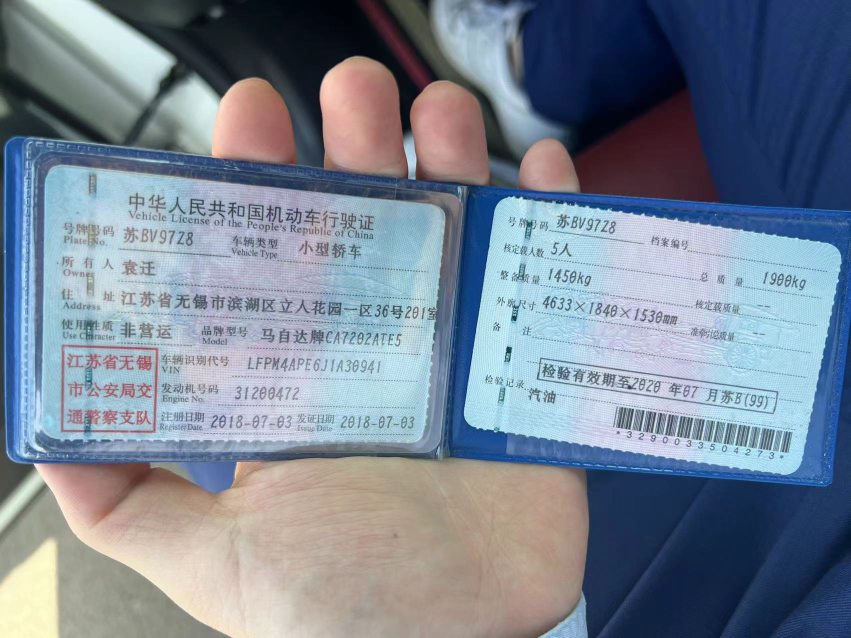 中华人民共和国机动车行驶证
Vehicle License of the People's Republic of China
号牌号码 苏BV97Z8 车辆类型 小型轿车
Plate No. Vehicle Type
所有人 袁迁
Owner
住址 江苏省无锡市滨湖区立人花园一区36号201室
Address
使用性质 非营运 品牌型号 马自达牌CA7202ATE5
Use Character Model
江苏省无锡
市公安局交
通警察支队
车辆识别代号 LFPM4APE6J1A30941
VIN
发动机号码 31200472
Engine No.
注册日期 2018-07-03 发证日期 2018-07-03
Register Date Issue Date
号牌号码 苏BV97Z8 档案编号
核定载人数 5人 总质量 1900kg
整备质量 1450kg 核定载质量 --
外廓尺寸 4633×1840×1530mm 准牵引总质量 --
备注
检验有效期至2020年07月苏B(99)
检验记录
汽油
*3290033504273*